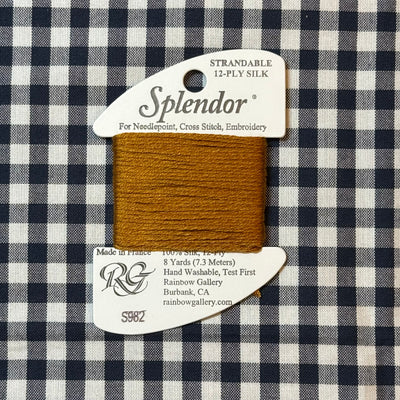 STRANDABLE
12-PLY SILK
Splendor®
For Needlepoint, Cross Stitch, Embroidery
Made in France
100% Silk, 12-Ply
8 Yards (7.3 Meters)
RG
Hand Washable, Test First
Rainbow Gallery
Burbank, CA
rainbowgallery.com
S982